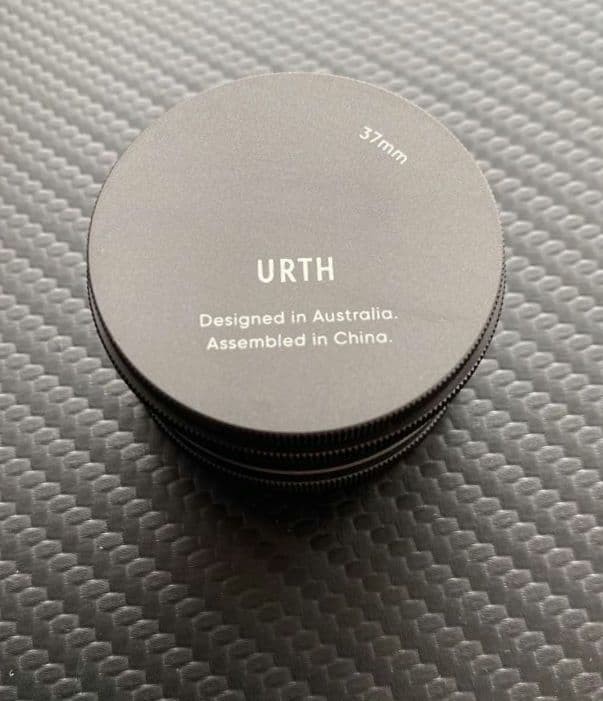 37mm
URTH
Designed in Australia.
Assembled in China.